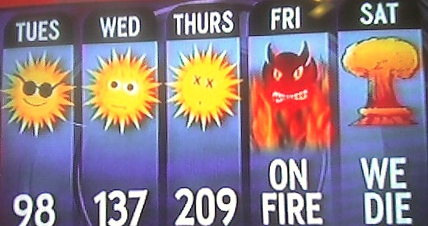 TUES WED THURS FRI SAT
98 137 209 ON FIRE WE DIE